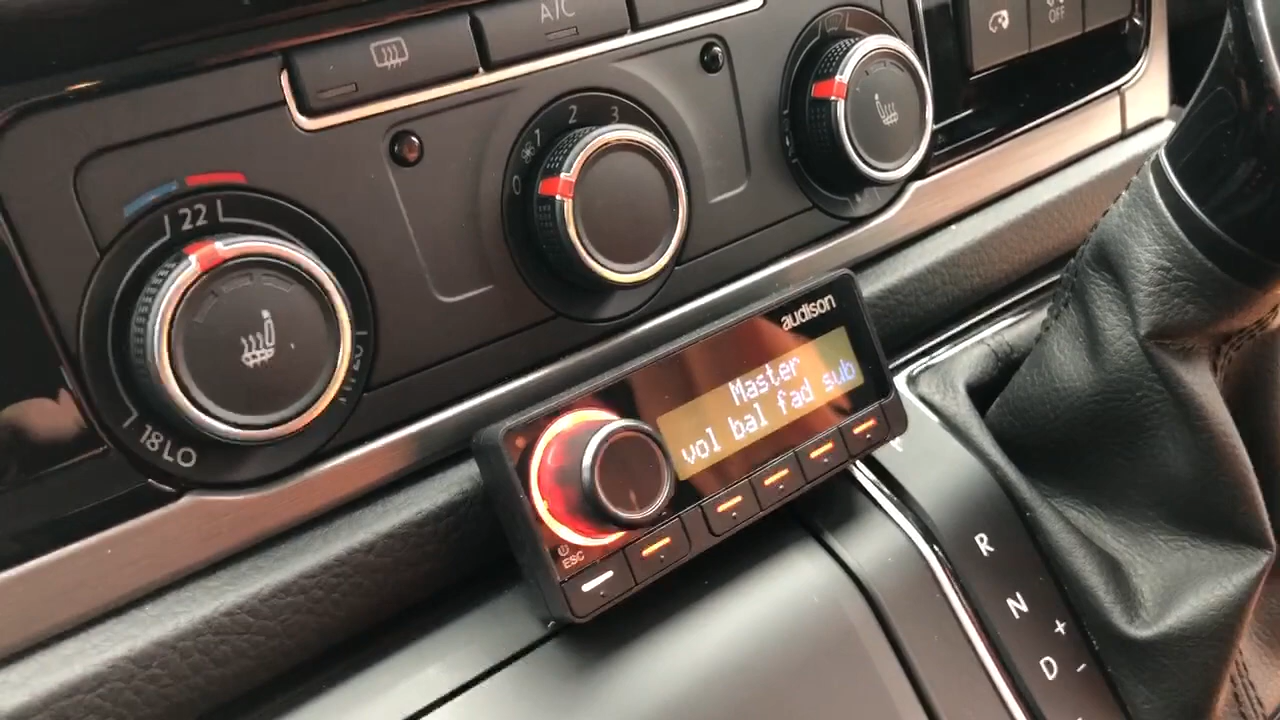 A/C
OFF
0 1 2 3
22
18 LO
audison
Master
vol bal fad sub
ESC
R
N
+
D
-